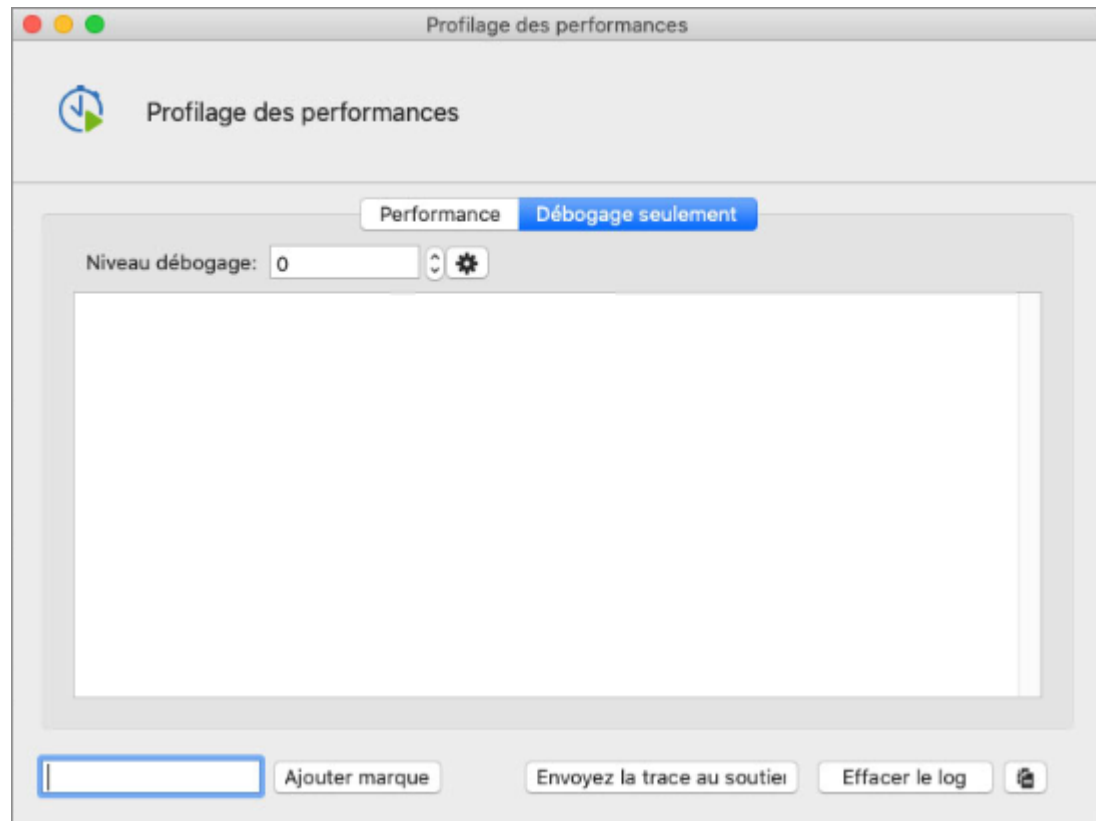 Profilage des performances
Profilage des performances
Performance Débogage seulement
Niveau débogage: 0
Ajouter marque Envoyez la trace au soutier Effacer le log